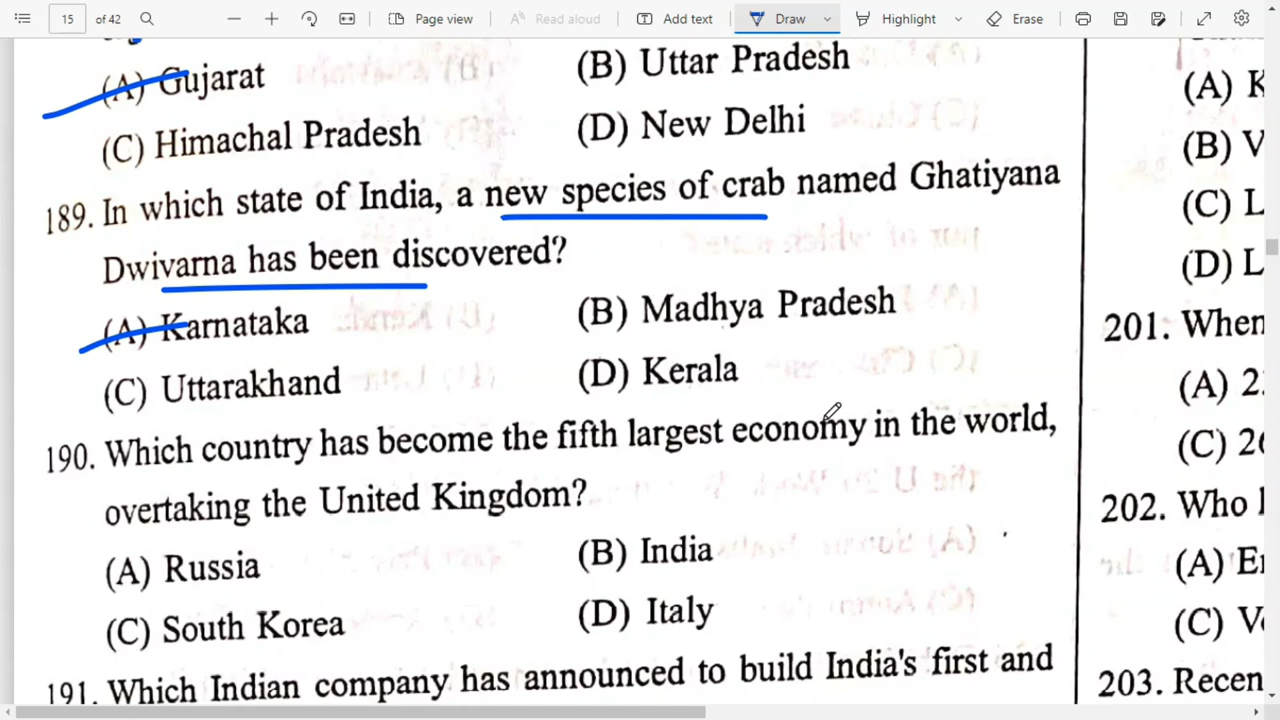 15 of 42 Page view Read aloud Add text Draw Highlight Erase
(A) Gujarat (B) Uttar Pradesh
(C) Himachal Pradesh (D) New Delhi
189. In which state of India, a new species of crab named Ghatiyana
Dwivarna has been discovered?
(A) Karnataka (B) Madhya Pradesh
(C) Uttarakhand (D) Kerala
190. Which country has become the fifth largest economy in the world,
overtaking the United Kingdom?
(A) Russia (B) India
(C) South Korea (D) Italy
191. Which Indian company has announced to build India's first and
(A) K
(B) V
(C) L
(D) L
201. When
(A) 2
(C) 26
202. Who
(A) E
(C) V
203. Recen